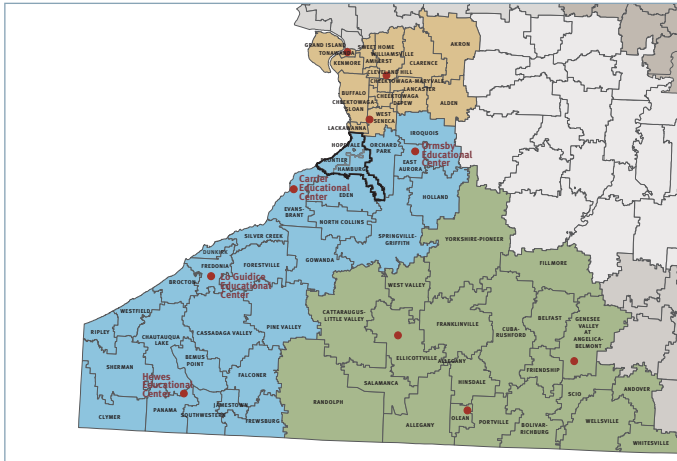 GRAND ISLAND
SWEET HOME
TONAWANDA
WILLIAMSVILLE
AKRON
KENMORE
AMHERST
CLARENCE
CLEVELAND HILL
CHEEKTOWAGA-MARYVALE
LANCASTER
BUFFALO
CHEEKTOWAGA
CHEEKTOWAGA-
SLOAN
DEPEW
ALDEN
WEST
SENECA
LACKAWANNA
IROQUOIS
HOPEVALE
ORCHARD
PARK
Ormsby
Educational
Center
FRONTIER
HAMBURG
EAST
AURORA
Carrier
Educational
Center
EDEN
HOLLAND
EVANS-
BRANT
NORTH COLLINS
SILVER CREEK
SPRINGVILLE-
GRIFFITH
YORKSHIRE-PIONEER
DUNKIRK
GOWANDA
FORESTVILLE
FREDONIA
FILLMORE
BROCTON
LoGuidice
Educational
Center
WEST VALLEY
WESTFIELD
CATTARAUGUS-
LITTLE VALLEY
BELFAST
GENESEE
VALLEY
AT
ANGELICA-
BELMONT
RIPLEY
CASSADAGA VALLEY
PINE VALLEY
FRANKLINVILLE
CUBA-
RUSHFORD
CHAUTAUQUA
LAKE
BEMUS
POINT
ELLICOTTVILLE
ALLEGANY
SHERMAN
FRIENDSHIP
Hewes
Educational
Center
FALCONER
SALAMANCA
HINSDALE
SCIO
ANDOVER
RANDOLPH
PANAMA
JAMESTOWN
SOUTHWESTERN
CLYMER
FREWSBURG
ALLEGANY
OLEAN
PORTVILLE
BOLIVAR-
RICHBURG
WELLSVILLE
WHITESVILLE